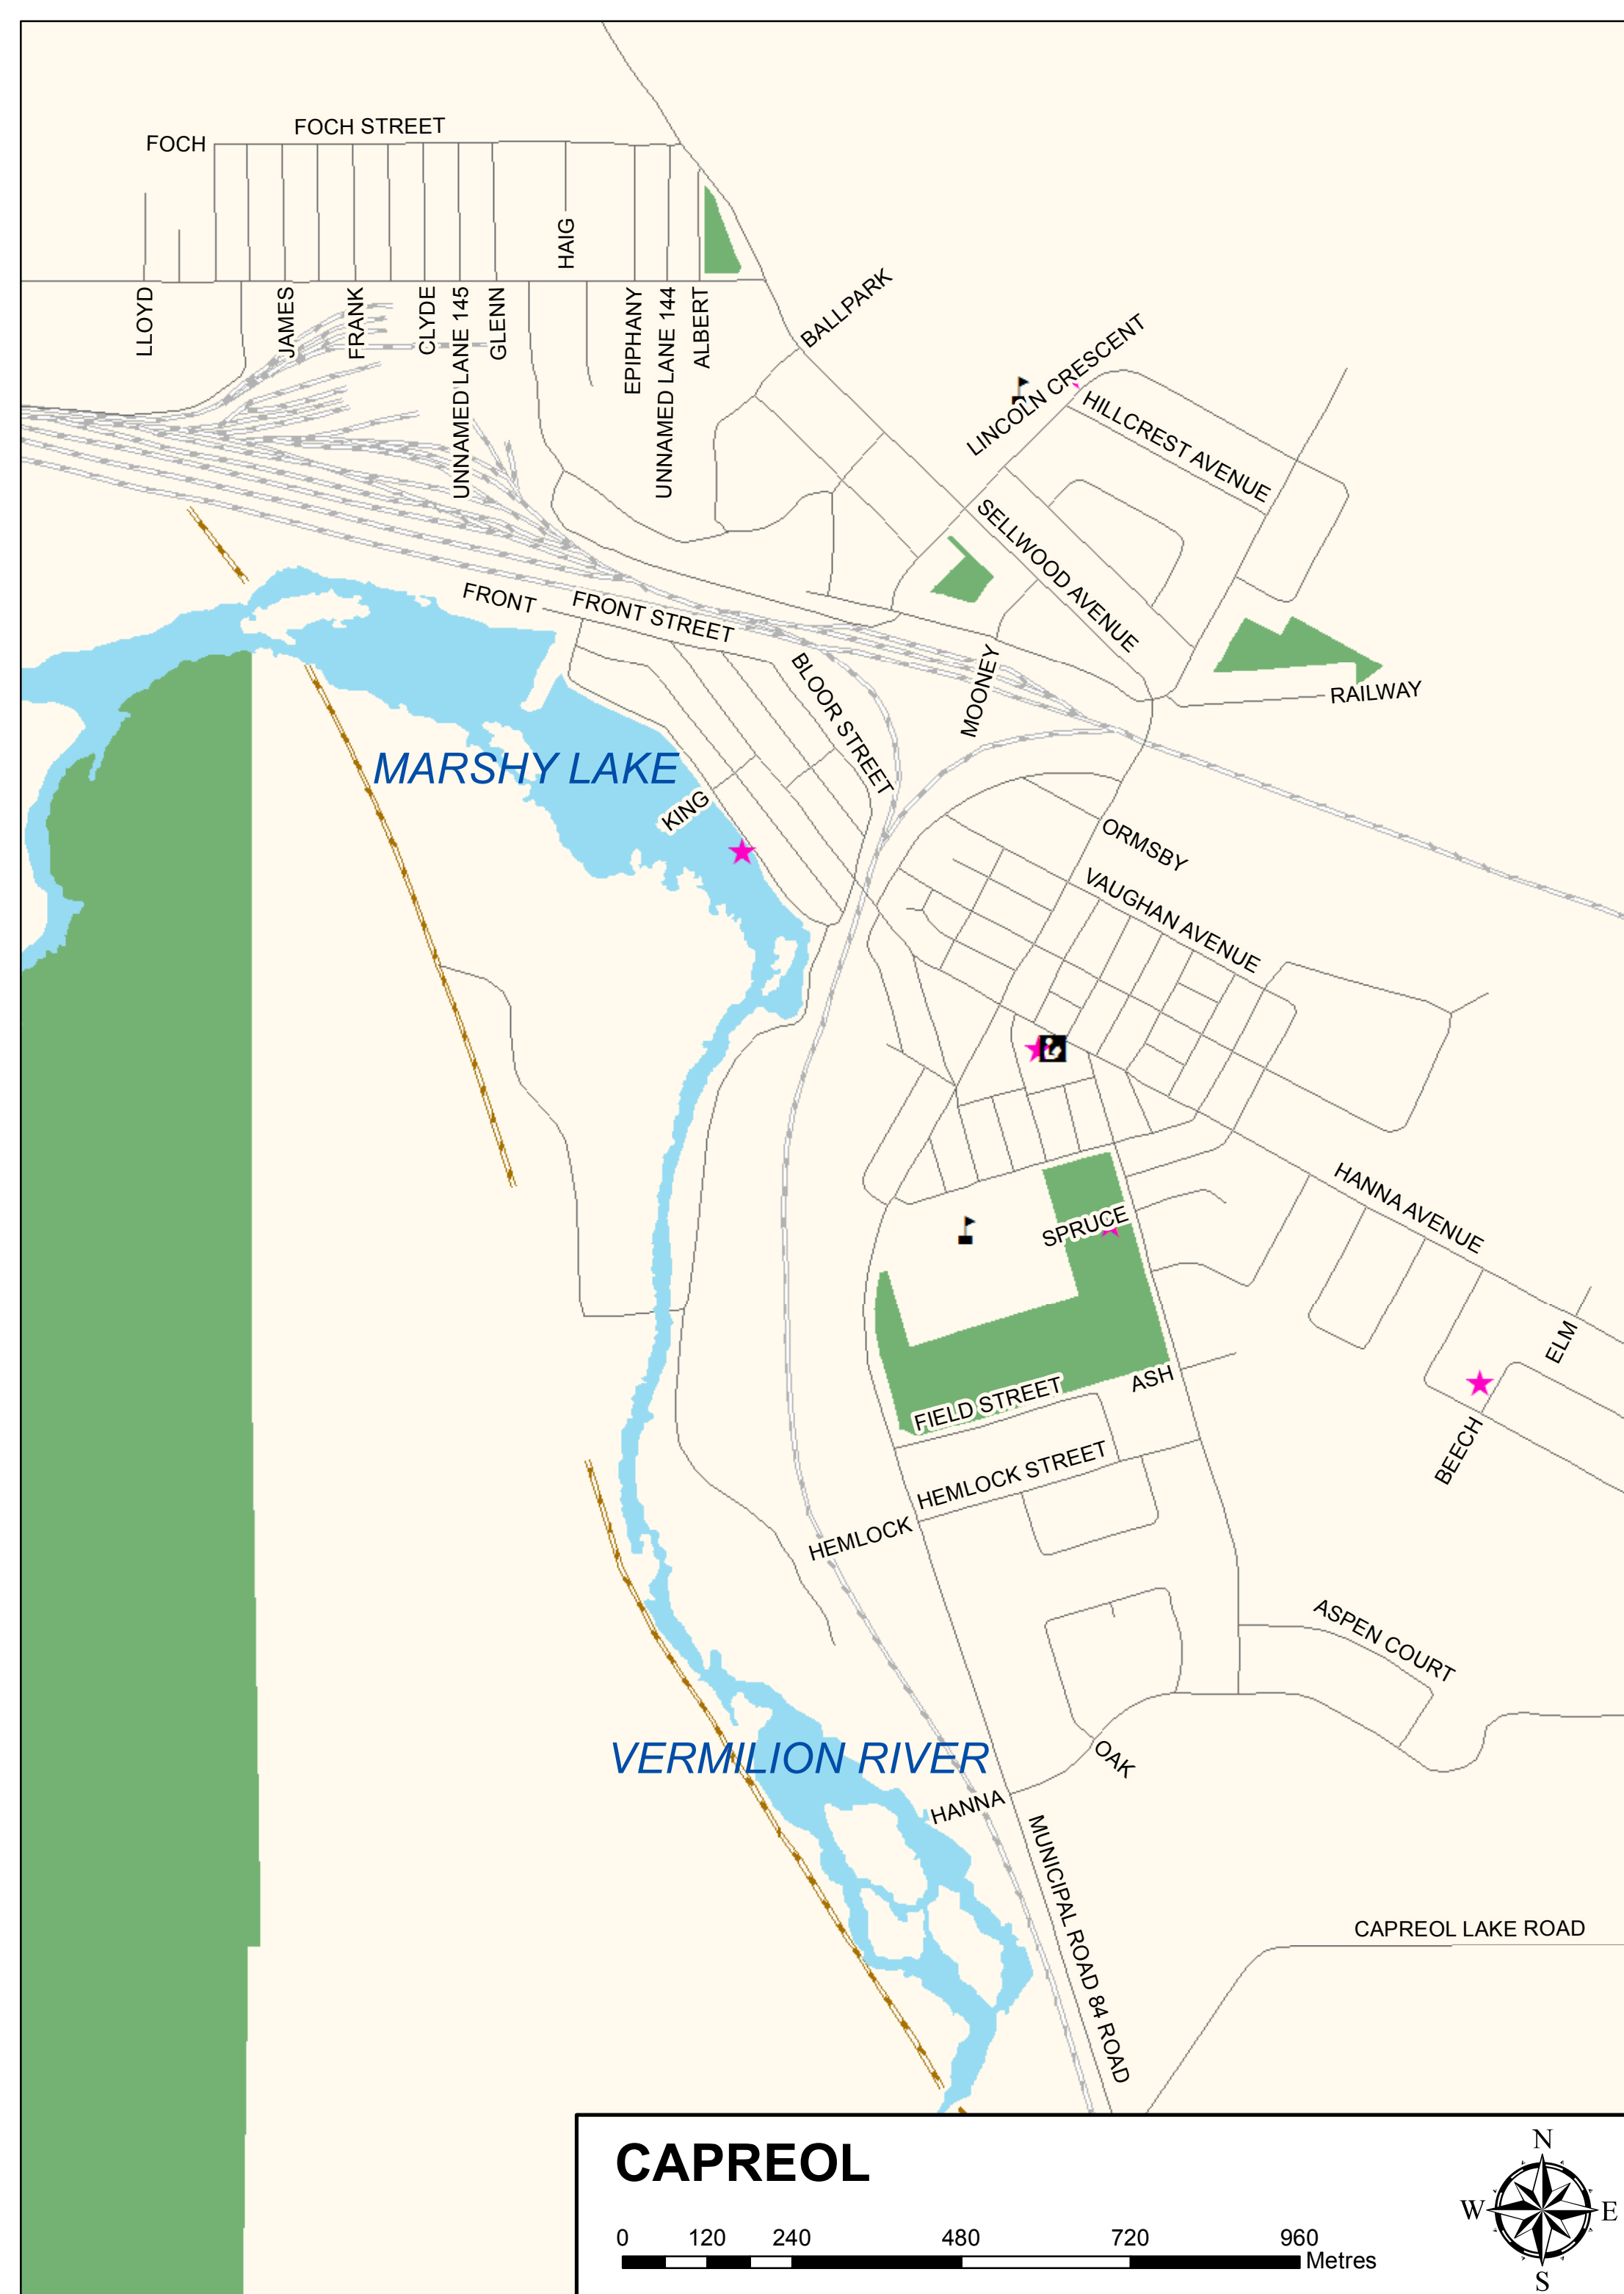 FOCH STREET
FOCH
HAIG
LLOYD
JAMES
FRANK
CLYDE
UNNAMED LANE 145
GLENN
EPIPHANY
UNNAMED LANE 144
ALBERT
BALLPARK
LINCOLN CRESCENT
HILLCREST AVENUE
SELLWOOD AVENUE
FRONT
FRONT STREET
BLOOR STREET
MOONEY
RAILWAY
MARSHY LAKE
KING
ORMSBY
VAUGHAN AVENUE
HANNA AVENUE
SPRUCE
ELM
ASH
FIELD STREET
BEECH
HEMLOCK STREET
HEMLOCK
ASPEN COURT
VERMILION RIVER
OAK
HANNA
MUNICIPAL ROAD 84 ROAD
CAPREOL LAKE ROAD
CAPREOL
0 120 240 480 720 960
Metres
N
W E
S